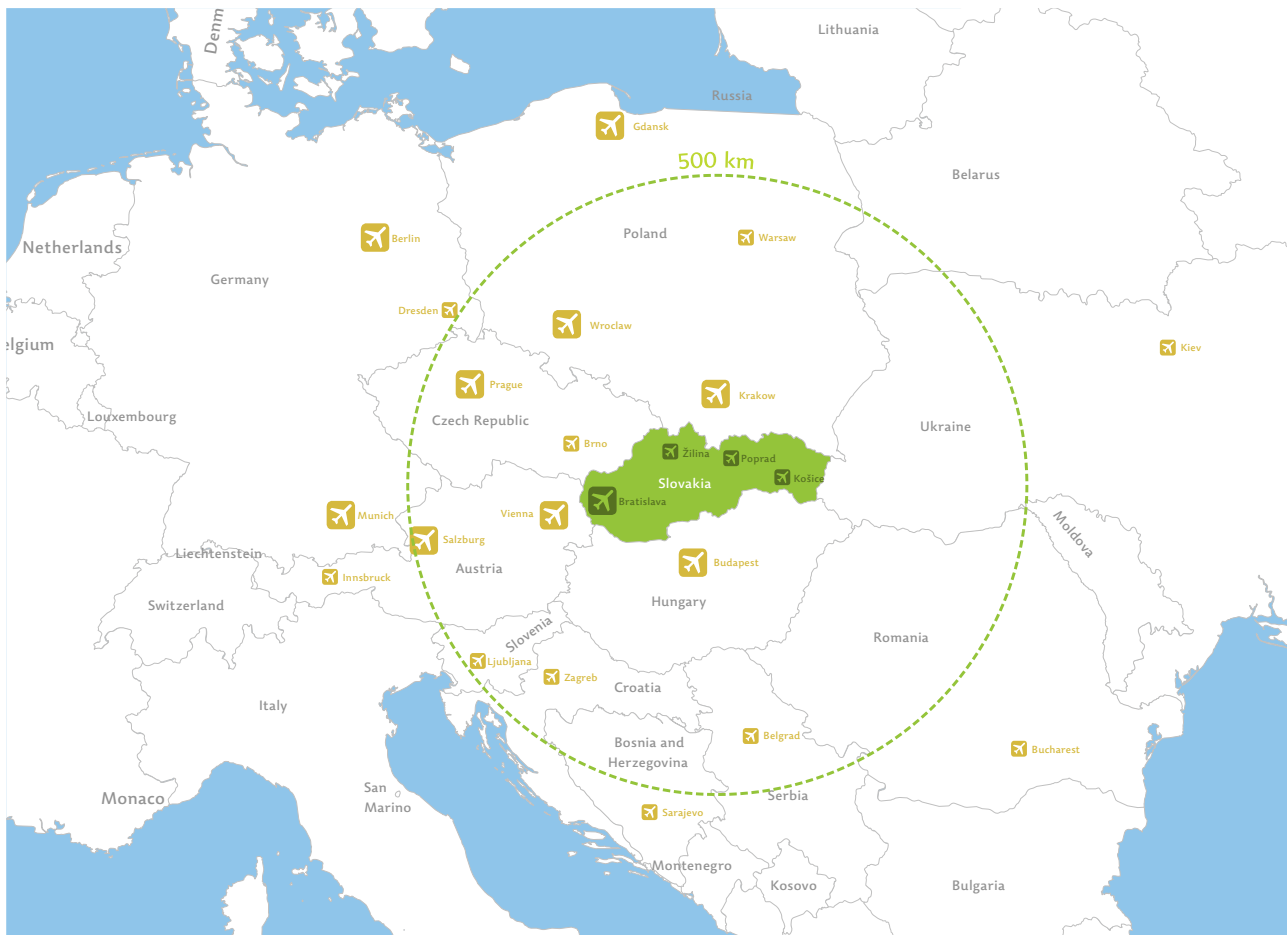 Denm
Lithuania
Russia
Gdansk
500 km
Belarus
Netherlands
Berlin
Poland
Warsaw
Germany
Dresden
Wroclaw
elgium
Kiev
Prague
Krakow
Louxembourg
Czech Republic
Ukraine
Brno
Žilina
Poprad
Slovakia
Košice
Bratislava
Munich
Vienna
Moldova
Salzburg
Liechtenstein
Budapest
Austria
Innsbruck
Switzerland
Hungary
Slovenia
Romania
Ljubljana
Zagreb
Croatia
Italy
Belgrad
Bosnia and
Herzegovina
Bucharest
San
Marino
Monaco
Serbia
Sarajevo
Montenegro
Kosovo
Bulgaria